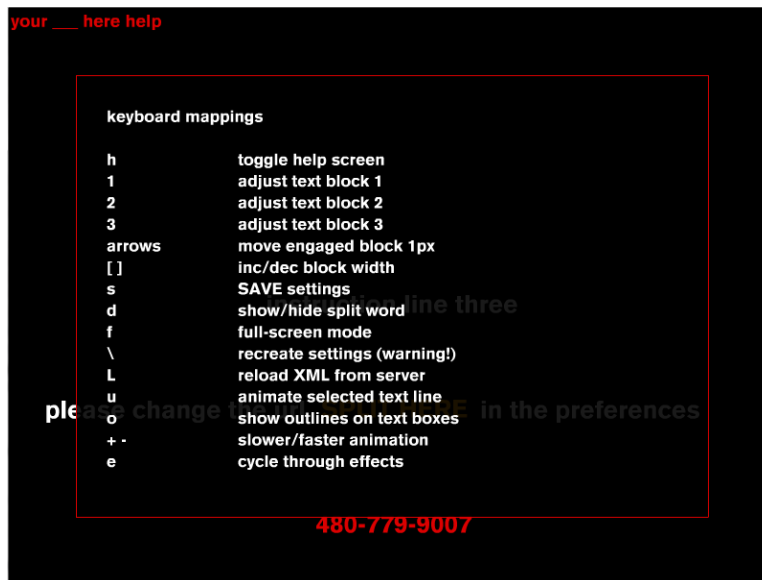 your ___ here help
keyboard mappings
h toggle help screen
1 adjust text block 1
2 adjust text block 2
3 adjust text block 3
arrows move engaged block 1px
[ ] inc/dec block width
s SAVE settings
instruction line three
d show/hide split word
f full-screen mode
\ recreate settings (warning!)
L reload XML from server
u animate selected text line
please change the url SPLIT HERE in the preferences
o show outlines on text boxes
+ - slower/faster animation
e cycle through effects
480-779-9007